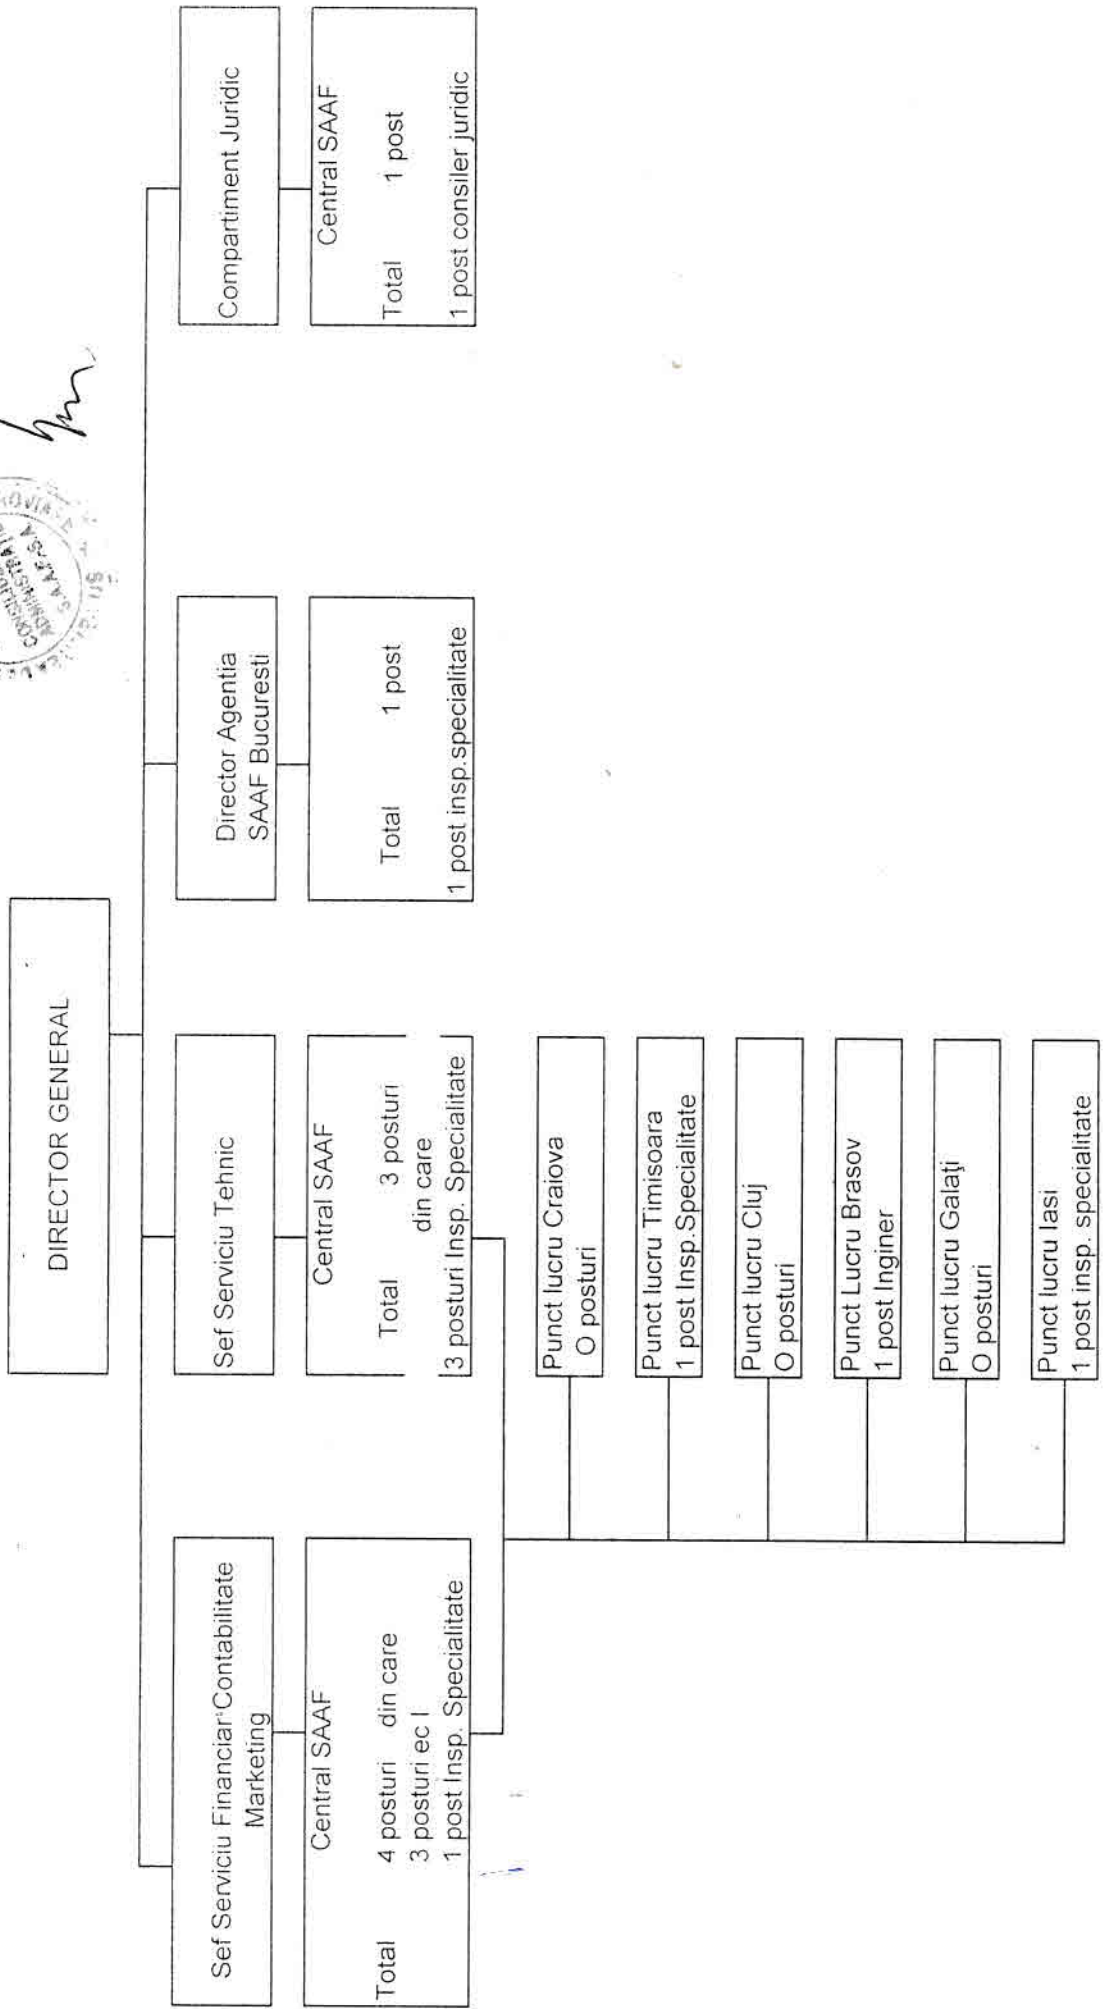 CONSILIUL
ADMINISTRATIE
S.A.A.F.-S.A.
DIRECTOR GENERAL
Sef Serviciu Financiar Contabilitate
Marketing
Central SAAF
Total 4 posturi din care
3 posturi ec I
1 post Insp. Specialitate
Sef Serviciu Tehnic
Central SAAF
Total 3 posturi
din care
3 posturi Insp. Specialitate
Director Agentia
SAAF Bucuresti
Total 1 post
1 post insp.specialitate
Compartiment Juridic
Central SAAF
Total 1 post
1 post consiler juridic
Punct lucru Craiova
O posturi
Punct lucru Timisoara
1 post Insp.Specialitate
Punct lucru Cluj
O posturi
Punct Lucru Brasov
1 post Inginer
Punct lucru Galaţi
O posturi
Punct lucru Iasi
1 post insp. specialitate